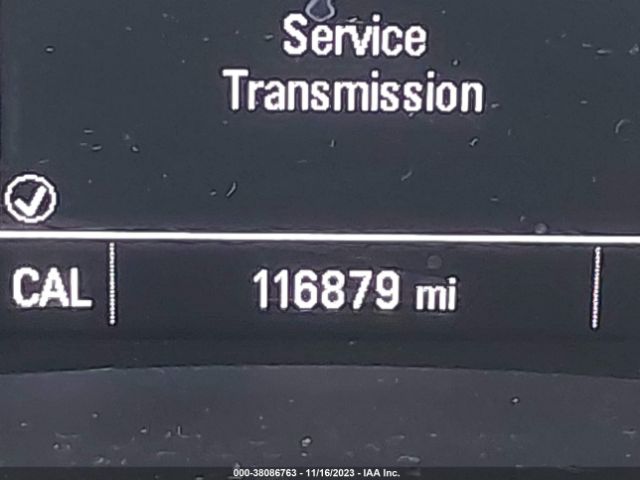 Service
Transmission
CAL 116879 mi
000-38086763 - 11/16/2023 - IAA Inc.